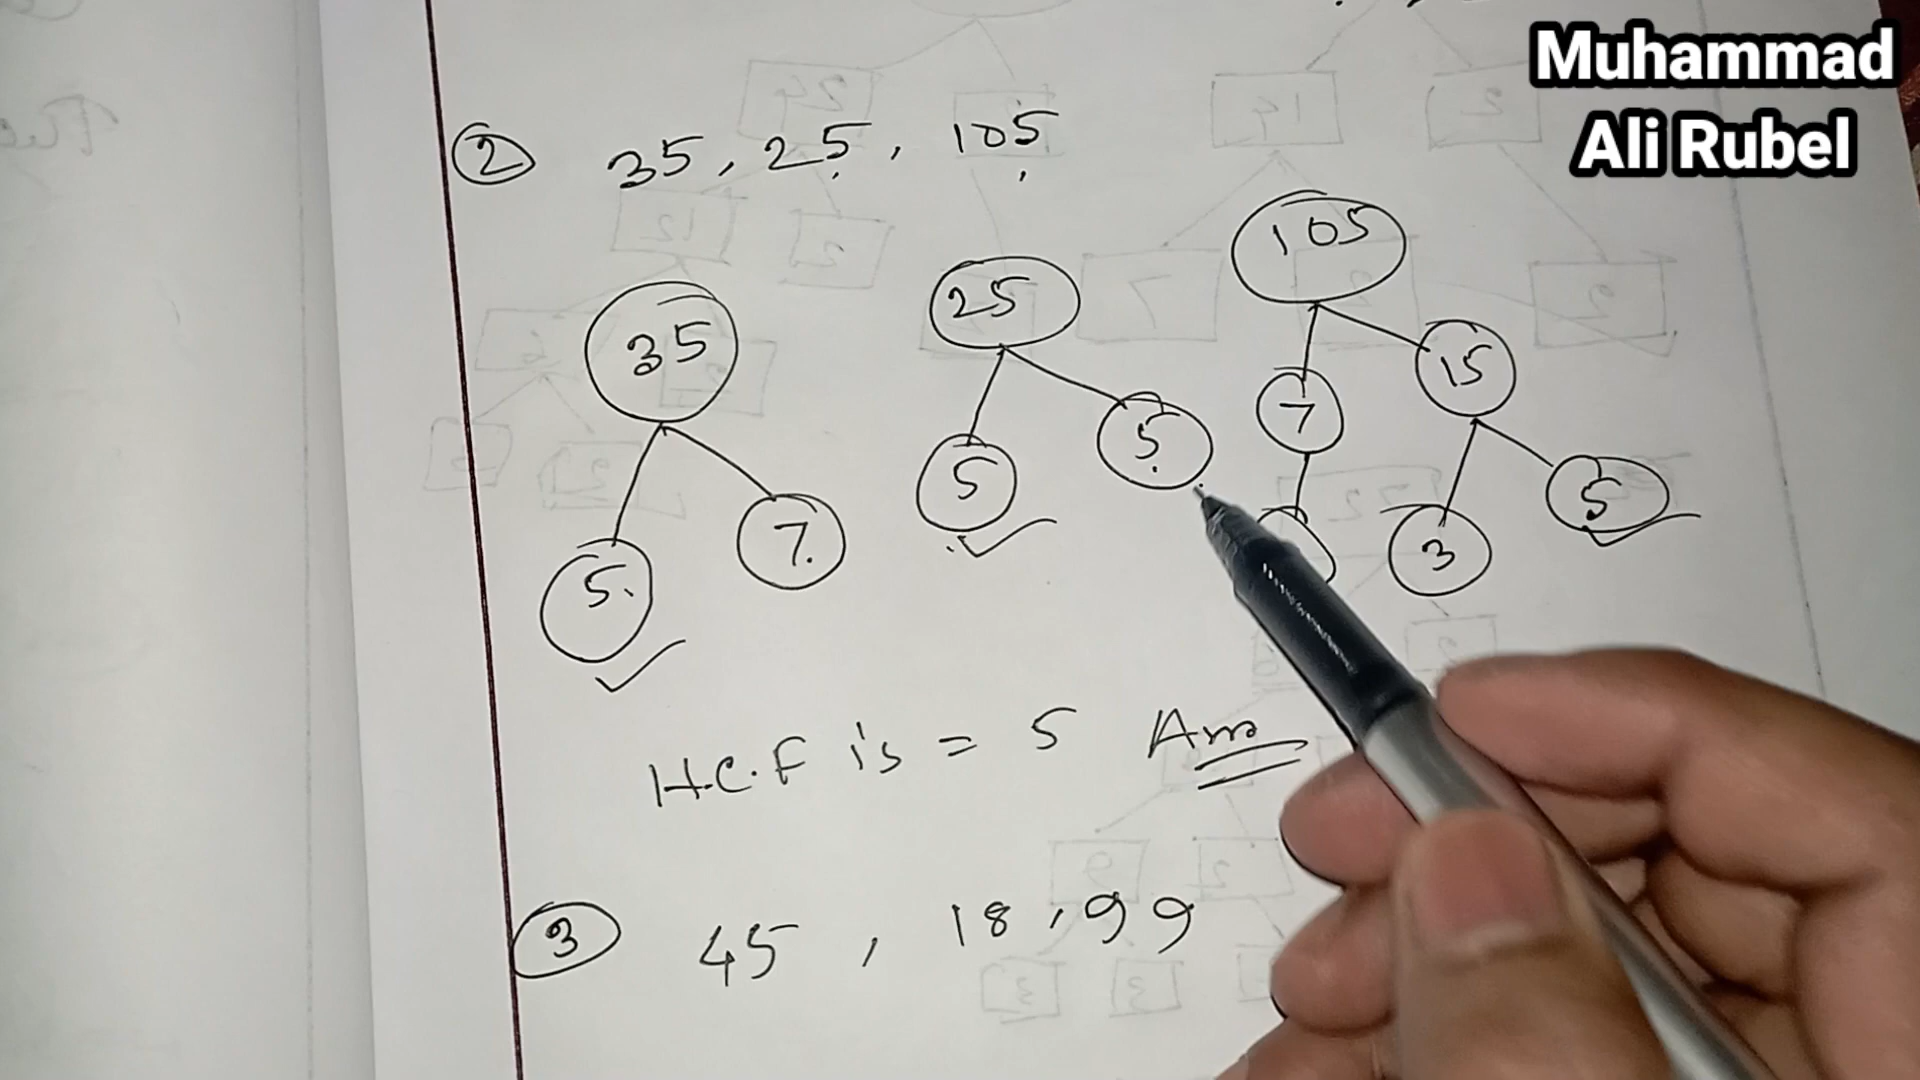 Muhammad
Ali Rubel
② 35, 25, 105
105
25
35
15
7
5
5
5
3
5
7
H.C.F is = 5 Ans
③ 45, 18, 99